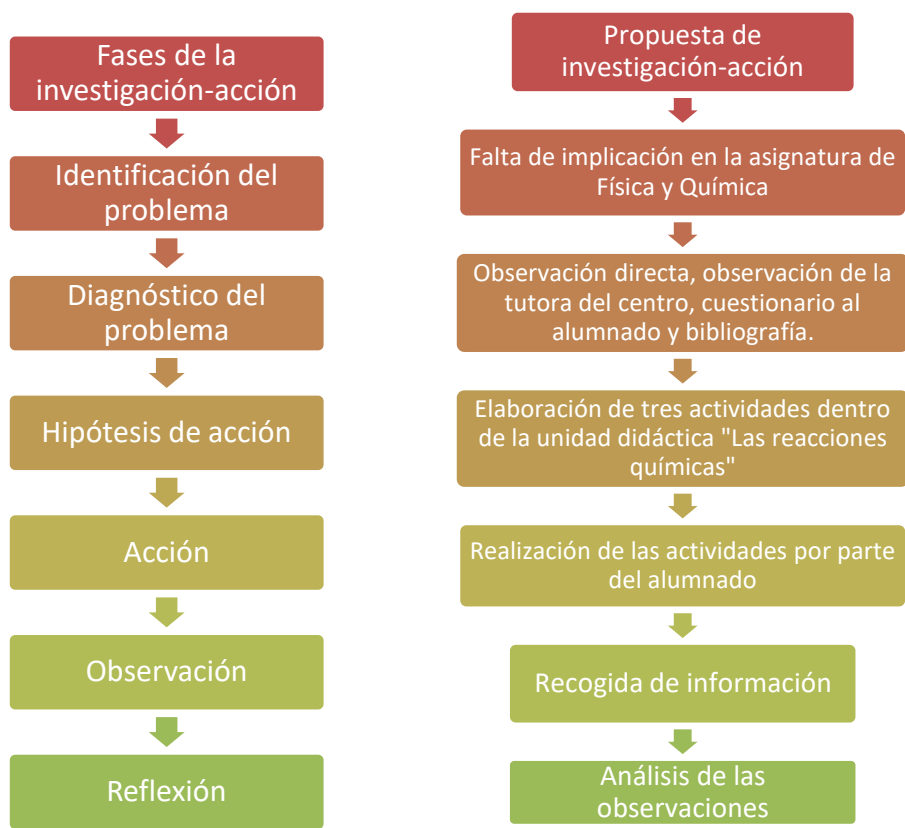 Fases de la
investigación-acción
Identificación del
problema
Diagnóstico del
problema
Hipótesis de acción
Acción
Observación
Reflexión
Propuesta de
investigación-acción
Falta de implicación en la asignatura de
Física y Química
Observación directa, observación de la
tutora del centro, cuestionario al
alumnado y bibliografía.
Elaboración de tres actividades dentro
de la unidad didáctica "Las reacciones
químicas"
Realización de las actividades por parte
del alumnado
Recogida de información
Análisis de las
observaciones